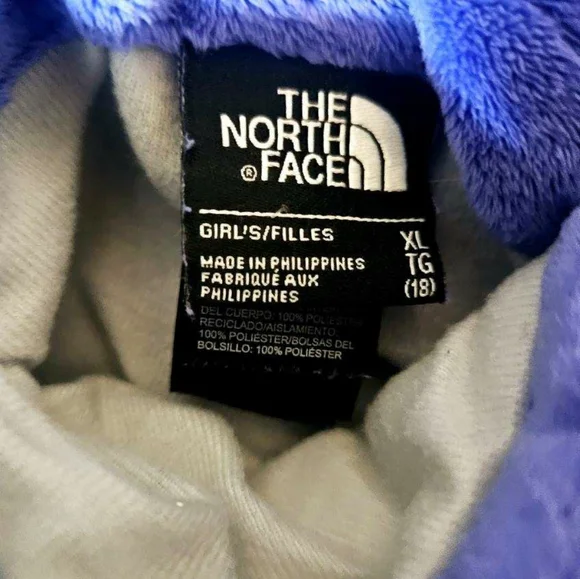 THE
NORTH
FACE
®
GIRL'S/FILLES
XL
TG
(18)
MADE IN PHILIPPINES
FABRIQUÉ AUX
PHILIPPINES
DEL CUERPO: 100% POLIÉSTER
RECICLADO/AISLAMIENTO
100% POLIÉSTER/BOLSAS DEL
BOLSILLO: 100% POLIÉSTER